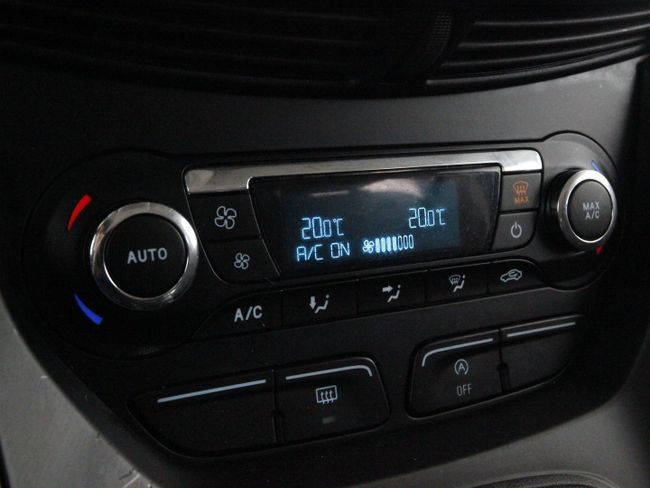 20.0°C 20.0°C
A/C ON
AUTO
MAX
MAX
A/C
A/C
A
OFF